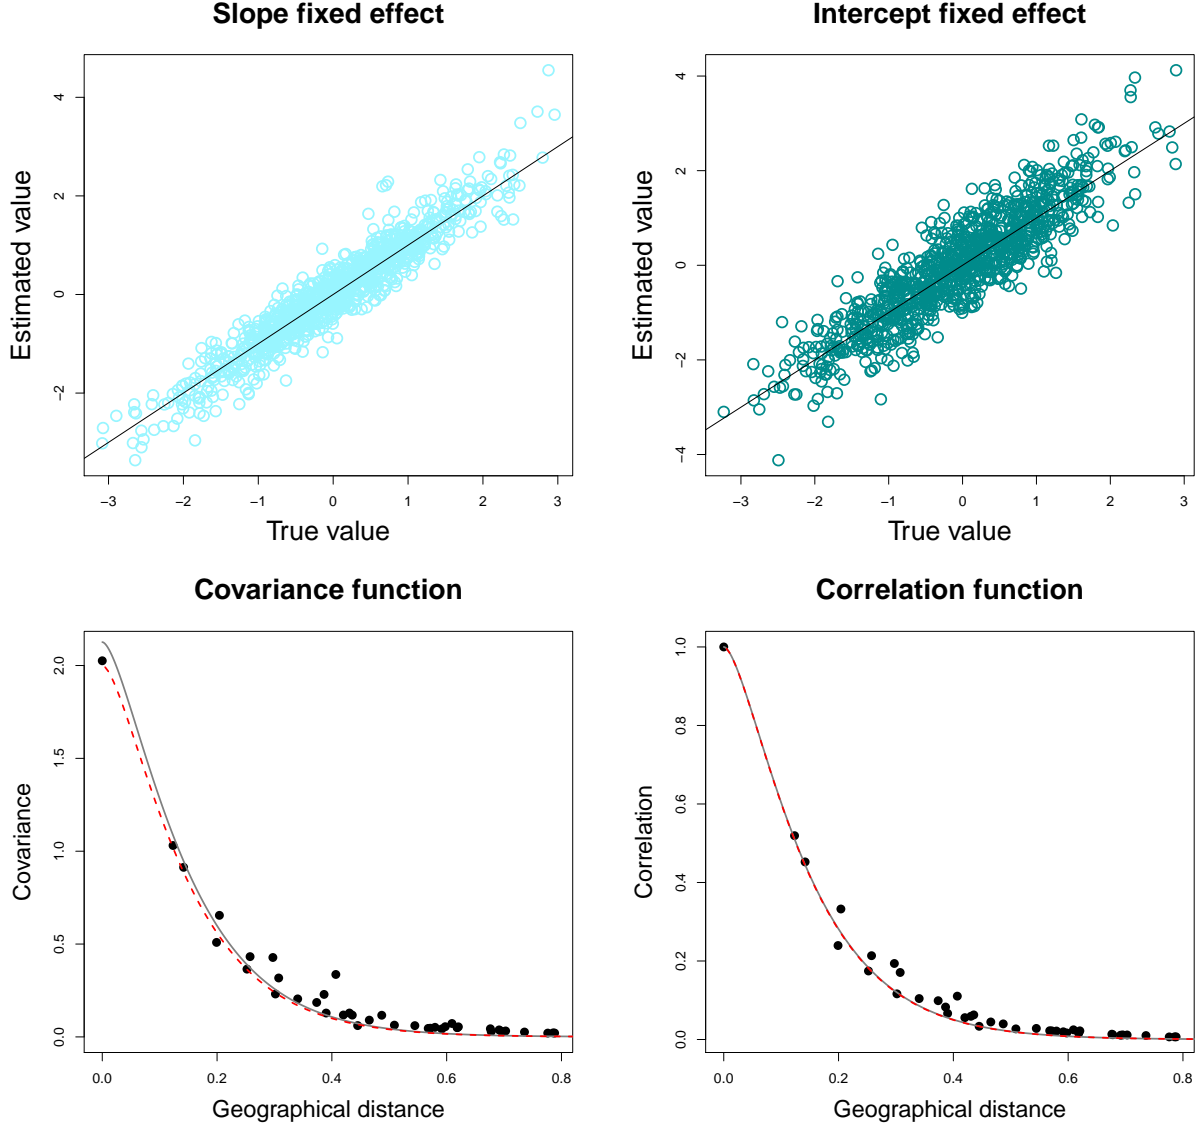 Slope fixed effect
Estimated value
4
2
0
−2
−3 −2 −1 0 1 2 3
True value
Intercept fixed effect
Estimated value
4
2
0
−2
−4
−3 −2 −1 0 1 2 3
True value
Covariance function
Covariance
2.0
1.5
1.0
0.5
0.0
0.0 0.2 0.4 0.6 0.8
Geographical distance
Correlation function
Correlation
1.0
0.8
0.6
0.4
0.2
0.0
0.0 0.2 0.4 0.6 0.8
Geographical distance